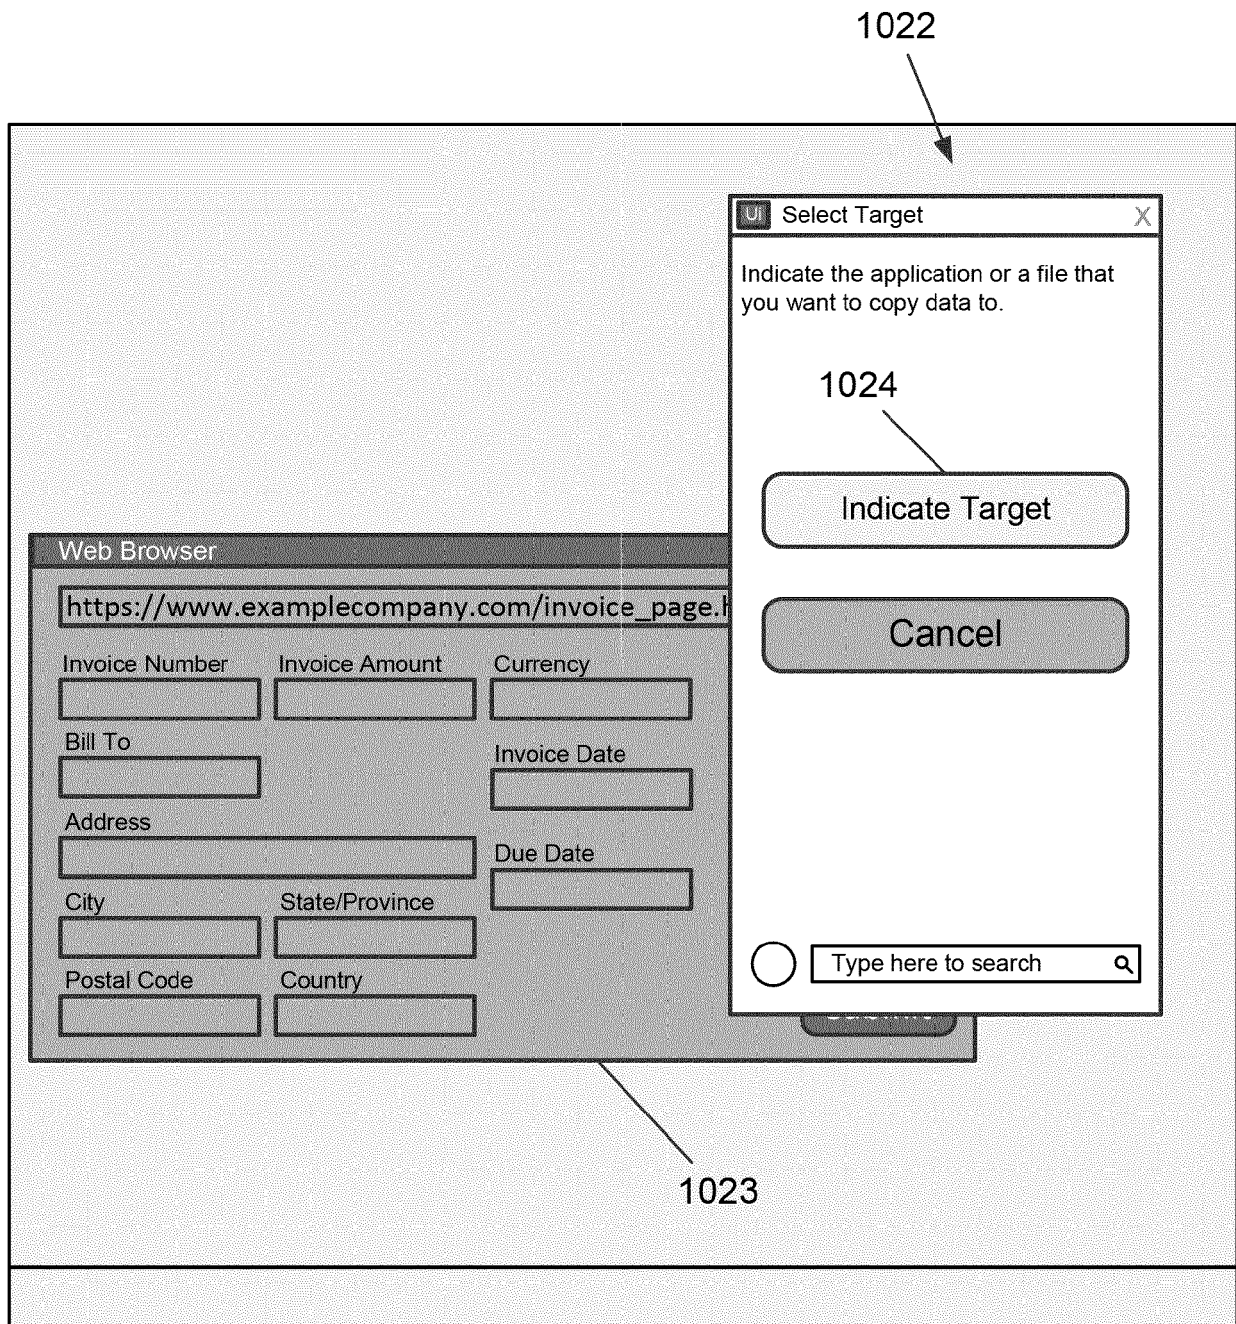 1022
Ui Select Target X
Indicate the application or a file that
you want to copy data to.
1024
Indicate Target
Cancel
Type here to search
Web Browser
https://www.examplecompany.com/invoice_page.h
Invoice Number Invoice Amount Currency
Bill To
Invoice Date
Address
Due Date
City State/Province
Postal Code Country
1023